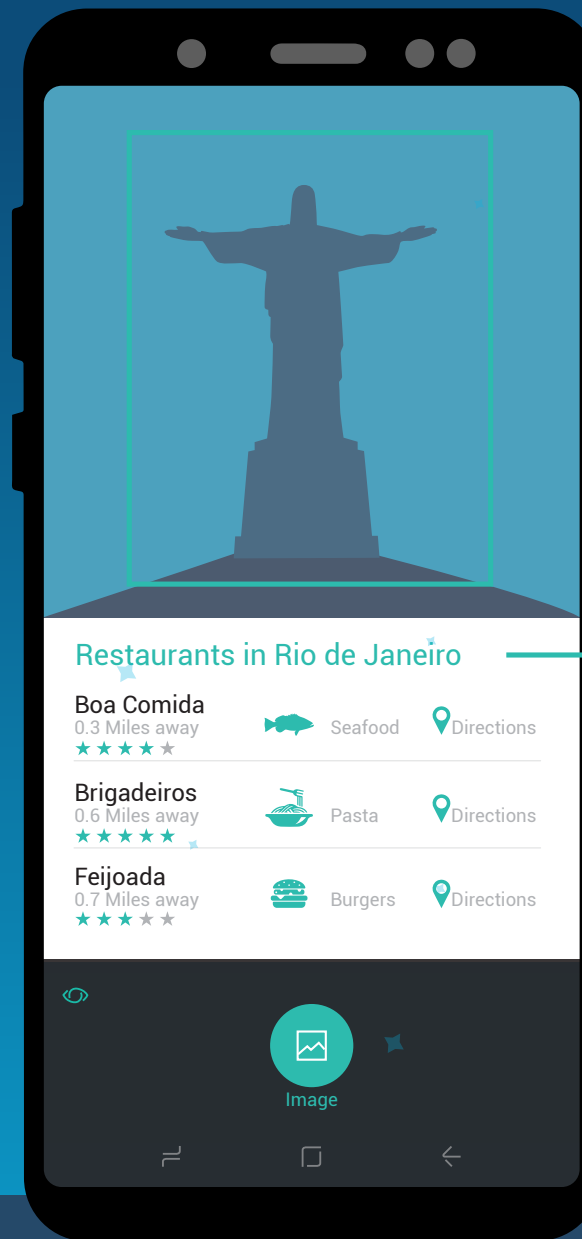 Restaurants in Rio de Janeiro
Boa Comida
0.3 Miles away
Seafood
Directions
Brigadeiros
0.6 Miles away
Pasta
Directions
Feijoada
0.7 Miles away
Burgers
Directions
Image